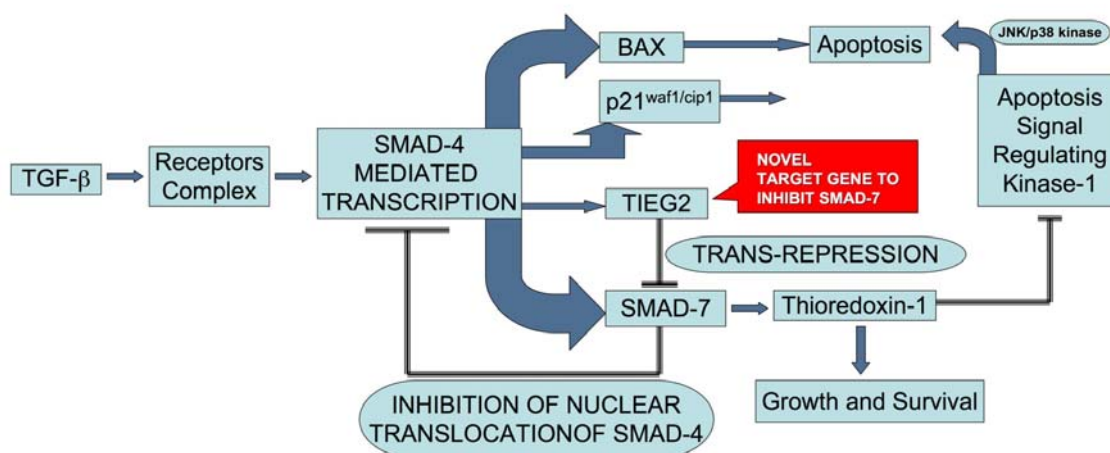 TGF-β
Receptors
Complex
SMAD-4
MEDIATED
TRANSCRIPTION
BAX
Apoptosis
JNK/p38 kinase
p21waf1/cip1
Apoptosis
Signal
Regulating
Kinase-1
TIEG2
NOVEL
TARGET GENE TO
INHIBIT SMAD-7
TRANS-REPRESSION
SMAD-7
Thioredoxin-1
INHIBITION OF NUCLEAR
TRANSLOCATIONOF SMAD-4
Growth and Survival